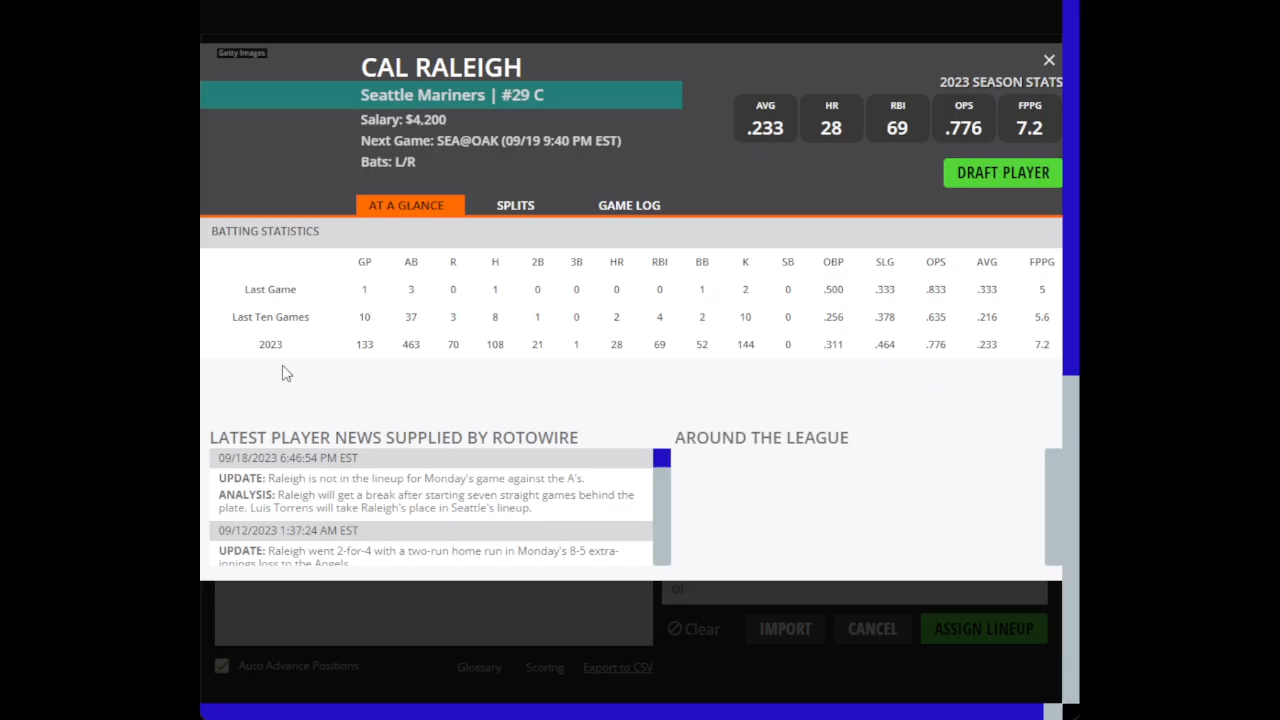 Getty Images
CAL RALEIGH
Seattle Mariners | #29 C
Salary: $4,200
Next Game: SEA@OAK (09/19 9:40 PM EST)
Bats: L/R
2023 SEASON STATS
AVG HR RBI OPS FPPG
.233 28 69 .776 7.2
DRAFT PLAYER
AT A GLANCE SPLITS GAME LOG
BATTING STATISTICS
GP AB R H 2B 3B HR RBI BB K SB OBP SLG OPS AVG FPPG
Last Game 1 3 0 1 0 0 0 0 1 2 0 .500 .333 .833 .333 5
Last Ten Games 10 37 3 8 1 0 2 4 2 10 0 .256 .378 .635 .216 5.6
2023 133 463 70 108 21 1 28 69 52 144 0 .311 .464 .776 .233 7.2
LATEST PLAYER NEWS SUPPLIED BY ROTOWIRE
09/18/2023 6:46:54 PM EST
UPDATE: Raleigh is not in the lineup for Monday's game against the A's.
ANALYSIS: Raleigh will get a break after starting seven straight games behind the
plate. Luis Torrens will take Raleigh's place in Seattle's lineup.
09/12/2023 1:37:24 AM EST
UPDATE: Raleigh went 2-for-4 with a two-run home run in Monday's 8-5 extra-
innings loss to the Angels
AROUND THE LEAGUE
or
Clear IMPORT CANCEL ASSIGN LINEUP
Auto Advance Positions Glossary Scoring Export to CSV